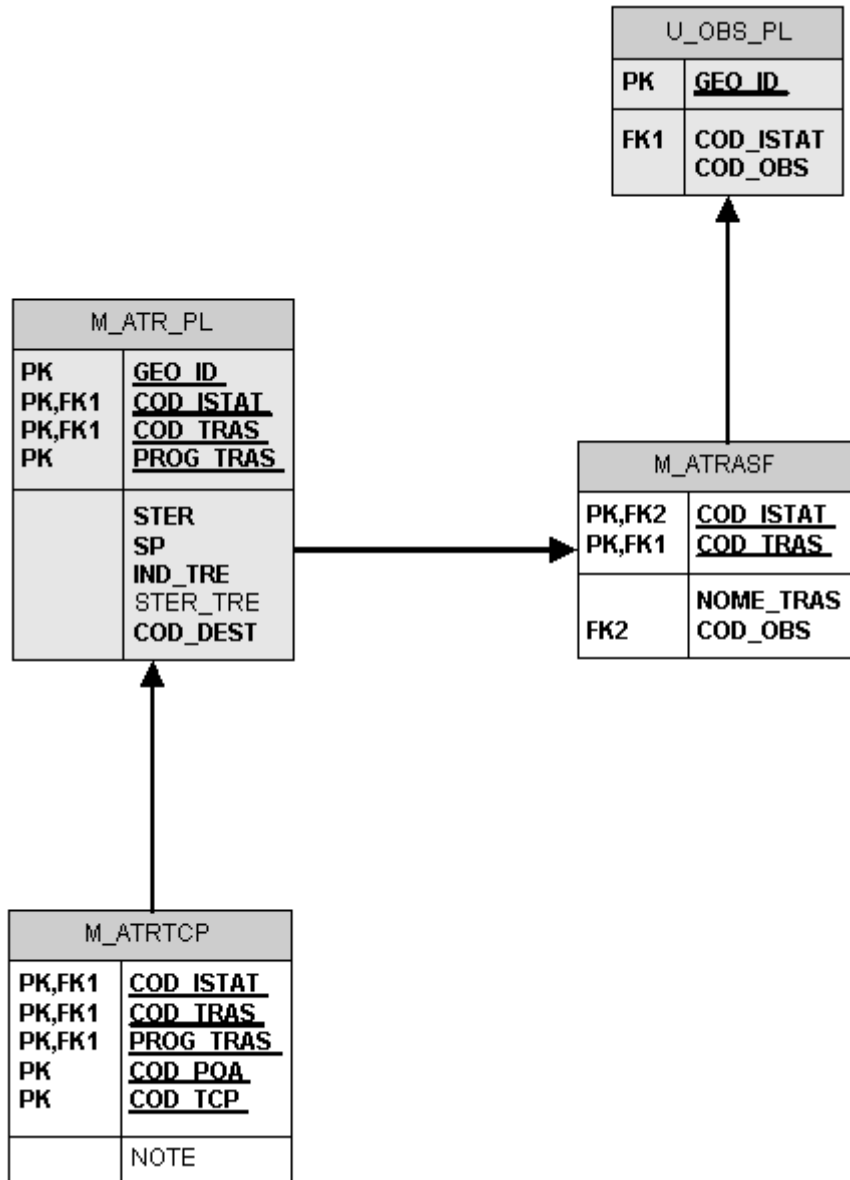 U_OBS_PL
PK GEO_ID
FK1 COD_ISTAT
COD_OBS
M_ATR_PL
PK GEO_ID
PK,FK1 COD_ISTAT
PK,FK1 COD_TRAS
PK PROG_TRAS
STER
SP
IND_TRE
STER_TRE
COD_DEST
M_ATRASF
PK,FK2 COD_ISTAT
PK,FK1 COD_TRAS
NOME_TRAS
FK2 COD_OBS
M_ATRTCP
PK,FK1 COD_ISTAT
PK,FK1 COD_TRAS
PK,FK1 PROG_TRAS
PK COD_POA
PK COD_TCP
NOTE